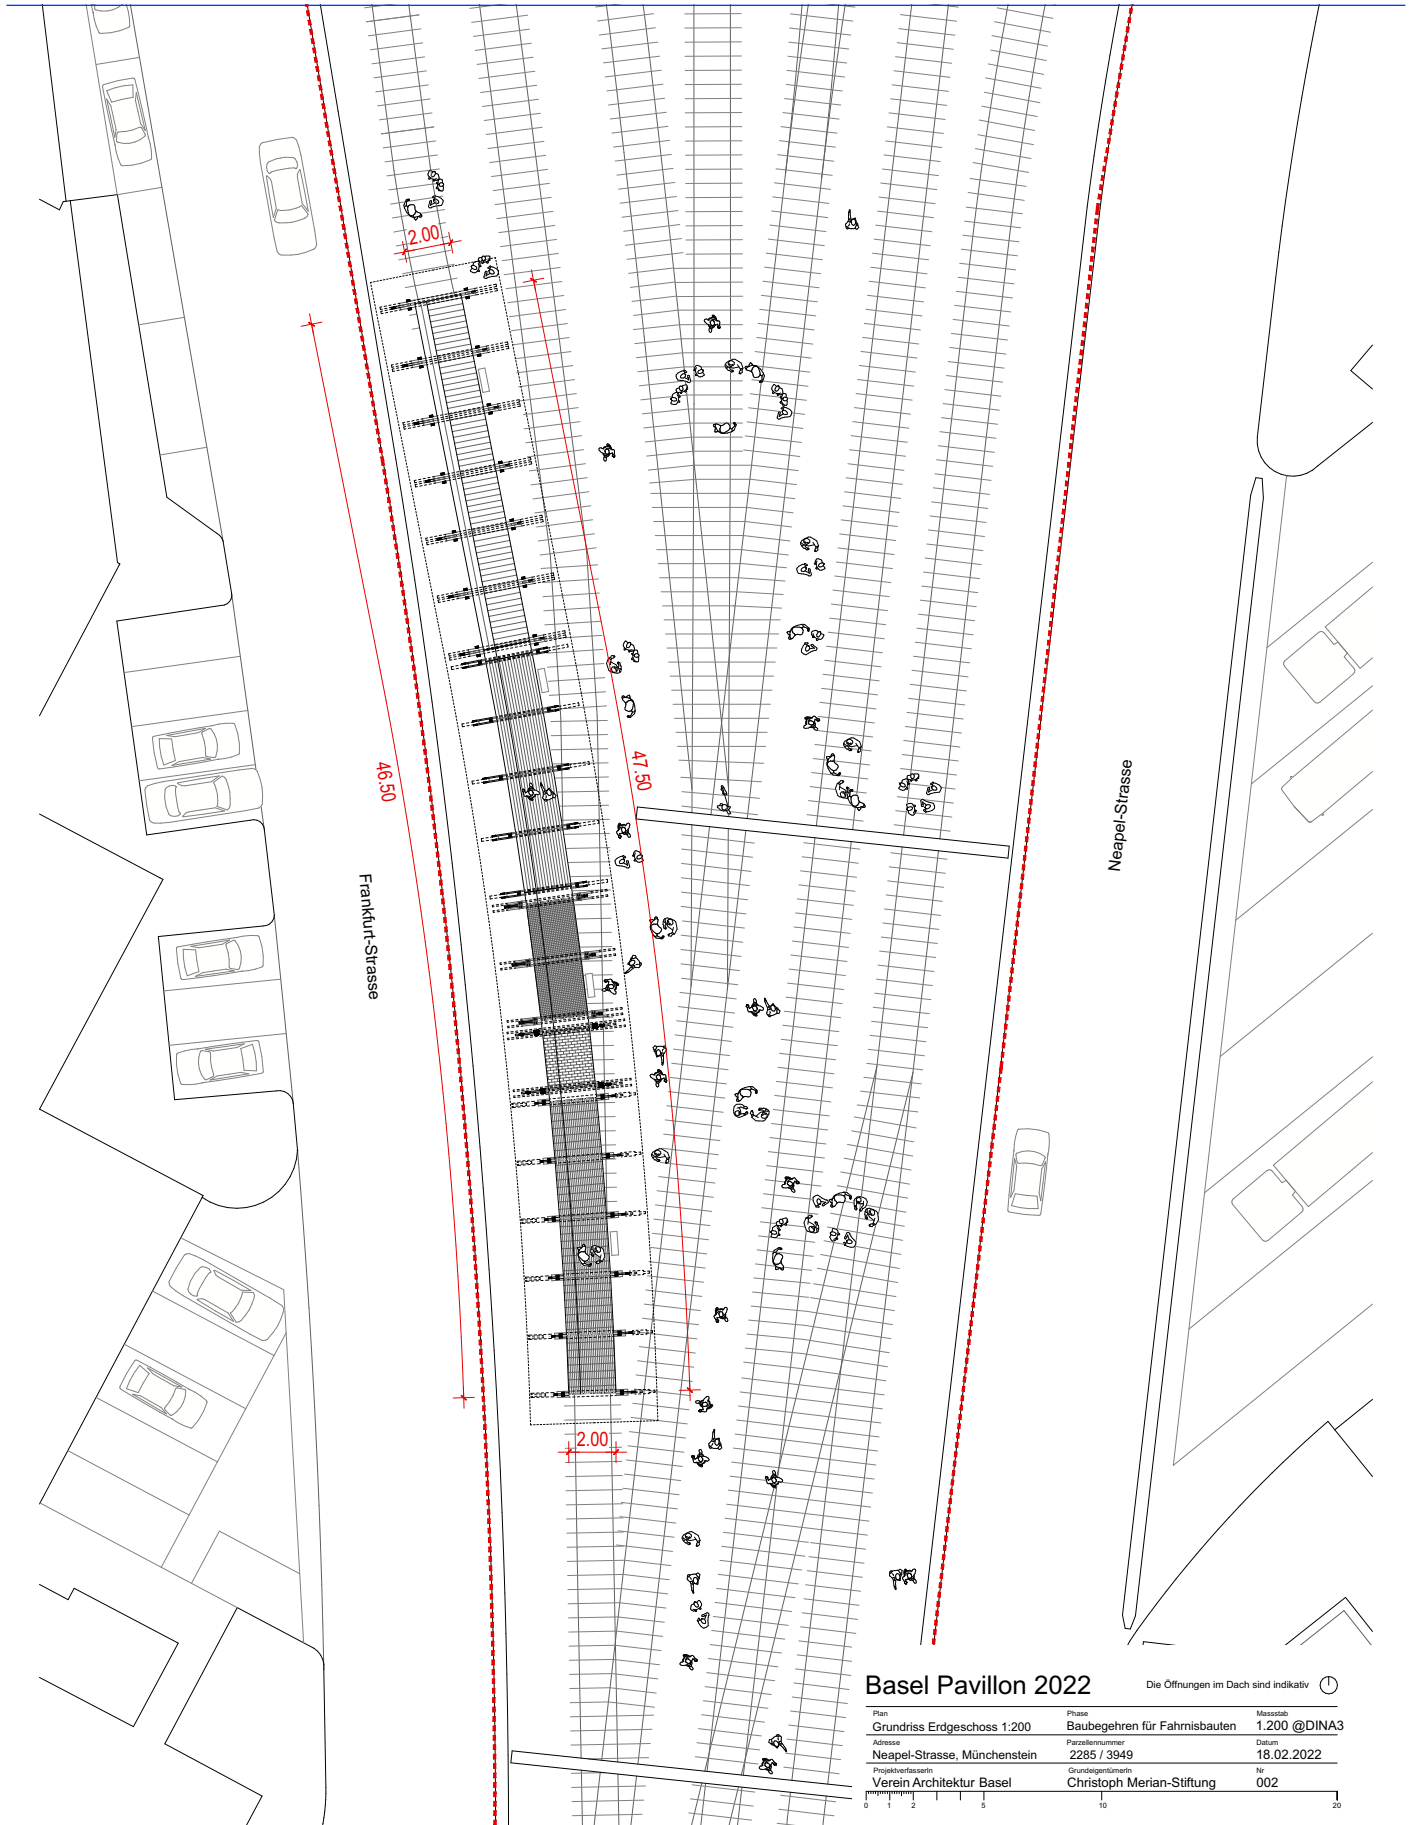 2.00
46.50
47.50
Neapel-Strasse
Frankfurt-Strasse
2.00
Basel Pavillon 2022
Die Öffnungen im Dach sind indikativ
Plan
Grundriss Erdgeschoss 1:200
Phase
Baubegehren für Fahrnisbauten
Massstab
1.200 @DINA3
Adresse
Neapel-Strasse, Münchenstein
Parzellennummer
2285 / 3949
Datum
18.02.2022
ProjektverfasserIn
Verein Architektur Basel
GrundeigentümerIn
Christoph Merian-Stiftung
Nr
002
0 1 2 5 10 20